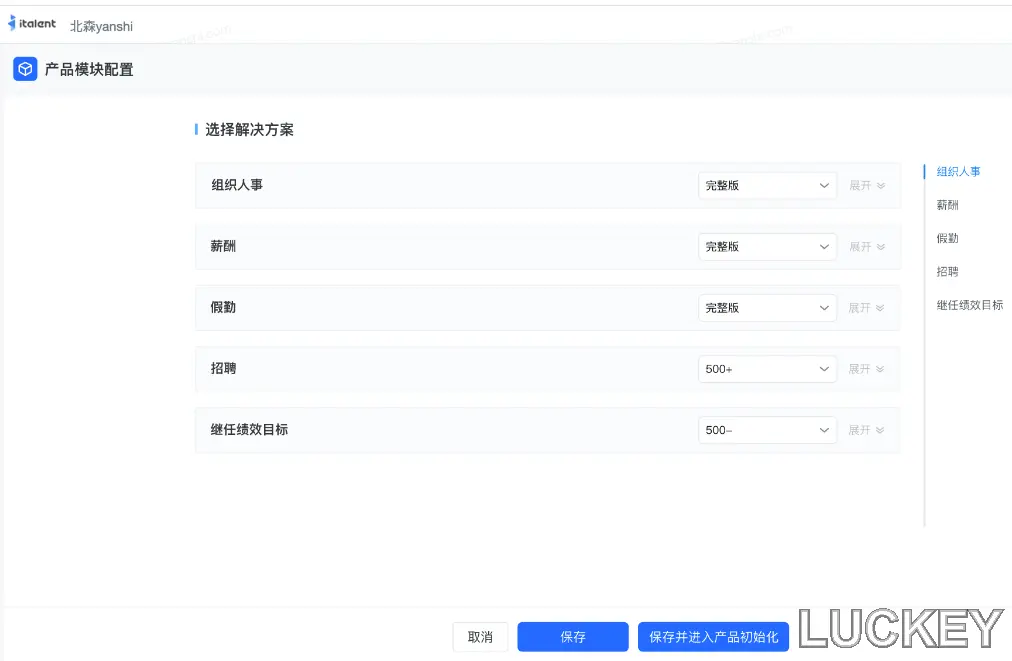 italent 北森yanshi
产品模块配置
选择解决方案
组织人事 完整版 展开
薪酬 完整版 展开
假勤 完整版 展开
招聘 500+ 展开
继任绩效目标 500− 展开
组织人事
薪酬
假勤
招聘
继任绩效目标
取消 保存 保存并进入产品初始化 LUCKEY